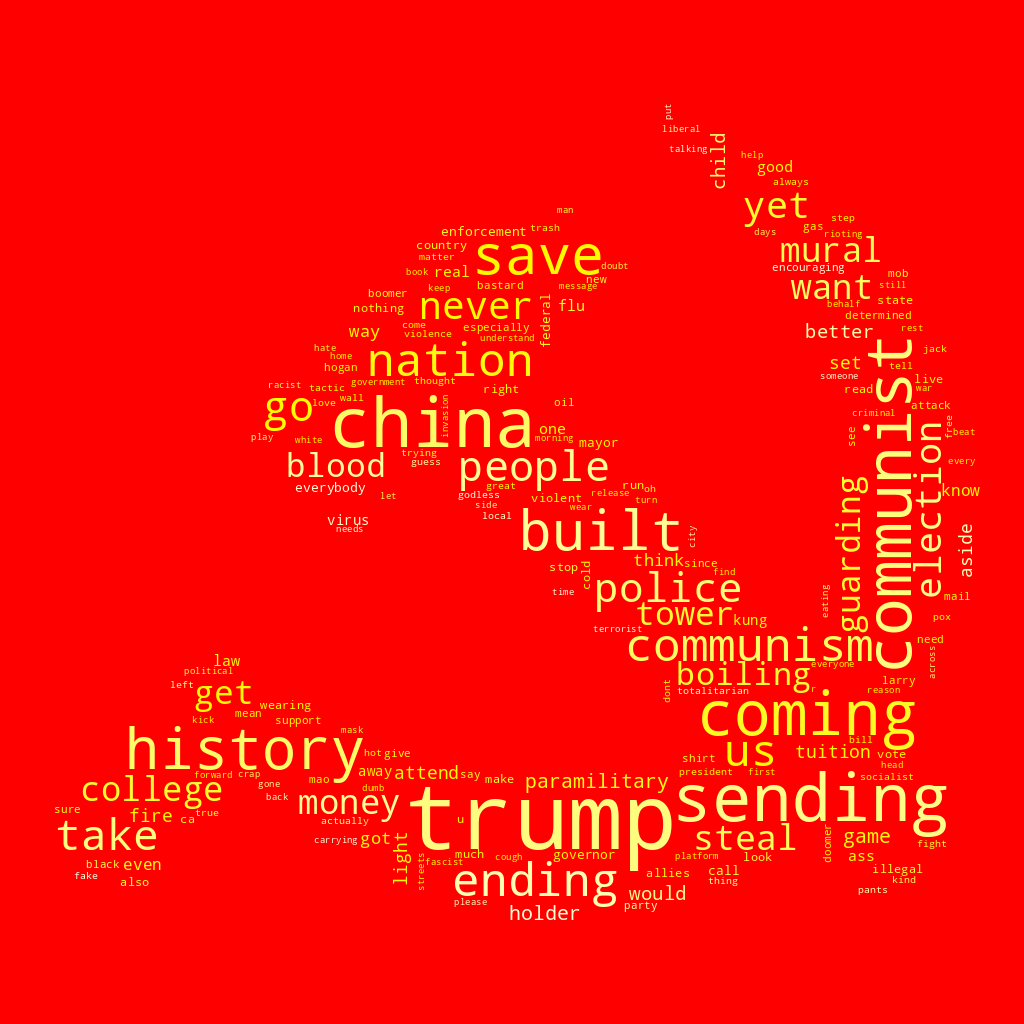 put
liberal
talking
child
help
good
always
yet
step
days
gas
rioting
mural
encouraging
mob
want
still
behalf
state
determined
better
rest
man
enforcement
trash
country
save
matter
doubt
book
real
new
bastard
message
keep
boomer
never
flu
nothing
federal
way
come
especially
violence
understand
hate
home
nation
hogan
racist
tactic
government
thought
right
love
wall
go
oil
china
invasion
play
white
one
morning
mayor
trying
guess
blood
people
everybody
great
run
oh
let
godless
violent
release
turn
side
wear
local
virus
needs
built
city
stop
think
since
cold
find
time
police
tower
kung
terrorist
communism
everyone
boiling
dont
totalitarian
r
set
jack
someone
tell
read
live
war
attack
criminal
free
see
beat
communist
election
every
guarding
know
aside
eating
mail
pox
need
across
larry
reason
coming
us
bill
shirt
tuition
vote
president
first
head
socialist
law
political
left
get
kick
mean
wearing
support
mask
history
hot
give
forward
crap
gone
mao
away
attend
say
make
paramilitary
college
back
dumb
money
trump
sending
sure
fire
ca
true
actually
u
take
carrying
got
steal
game
fight
black
even
fake
also
light
streets
fascist
much
cough
governor
platform
look
doomer
ass
ending
allies
call
thing
illegal
kind
pants
please
would
party
holder